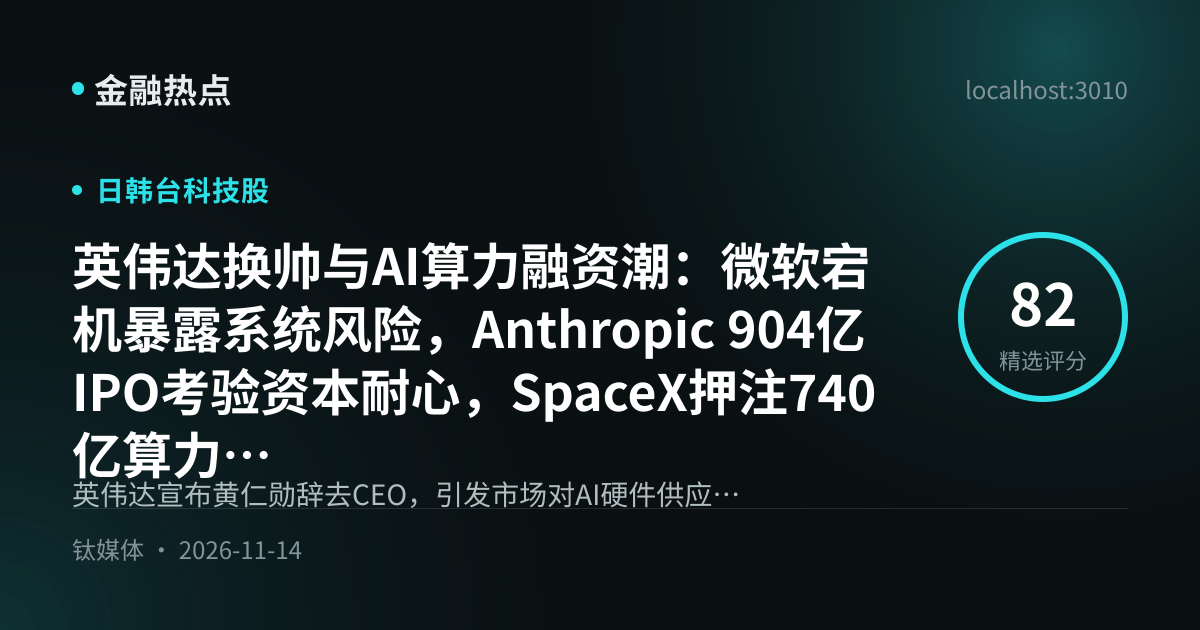 金融热点
localhost:3010
日韩台科技股
英伟达换帅与AI算力融资潮：微软宕
机暴露系统风险，Anthropic 904亿
IPO考验资本耐心，SpaceX押注740
亿算力…
82
精选评分
英伟达宣布黄仁勋辞去CEO，引发市场对AI硬件供应…
钛媒体 · 2026-11-14